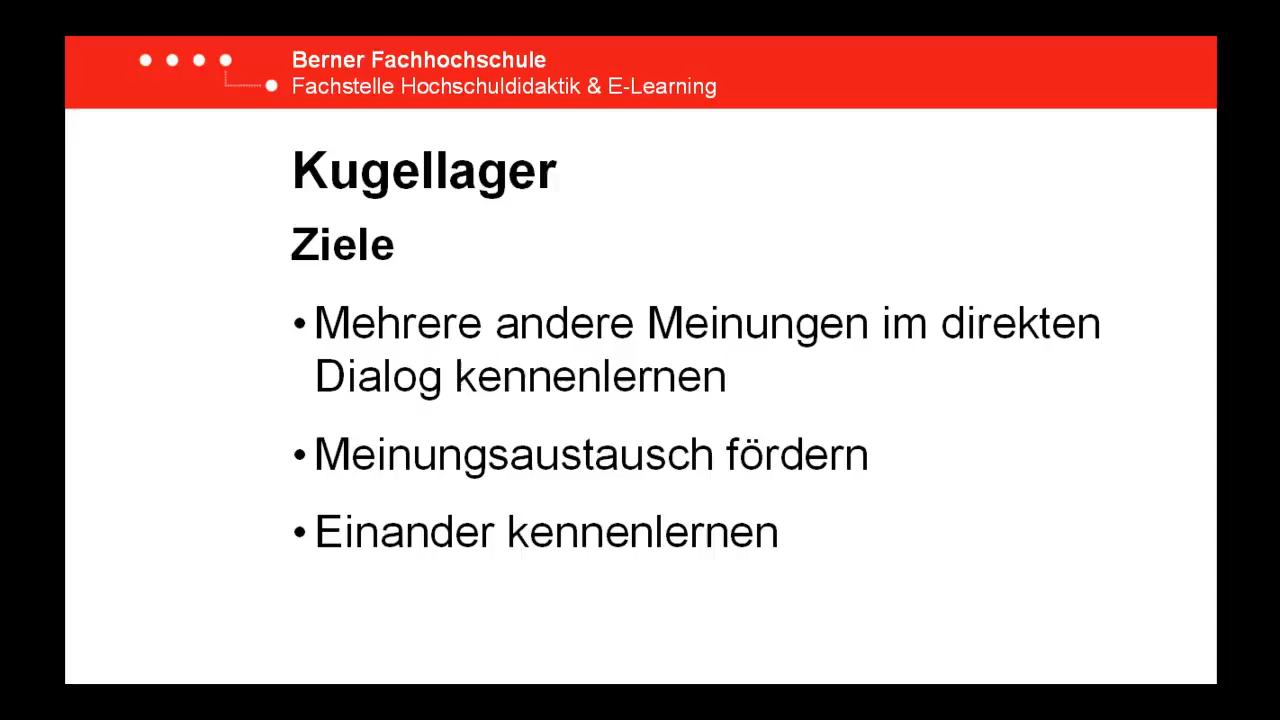 Berner Fachhochschule
Fachstelle Hochschuldidaktik & E-Learning
Kugellager
Ziele
• Mehrere andere Meinungen im direkten
Dialog kennenlernen
• Meinungsaustausch fördern
• Einander kennenlernen